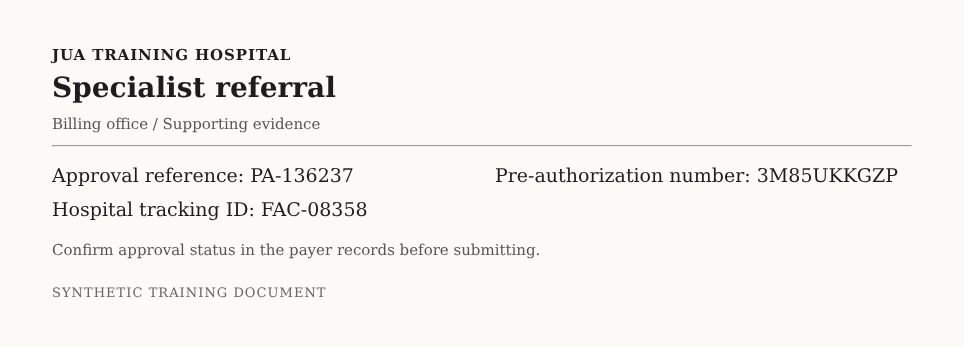 JUA TRAINING HOSPITAL
Specialist referral
Billing office / Supporting evidence
Approval reference: PA-136237
Pre-authorization number: 3M85UKKGZP
Hospital tracking ID: FAC-08358
Confirm approval status in the payer records before submitting.
SYNTHETIC TRAINING DOCUMENT